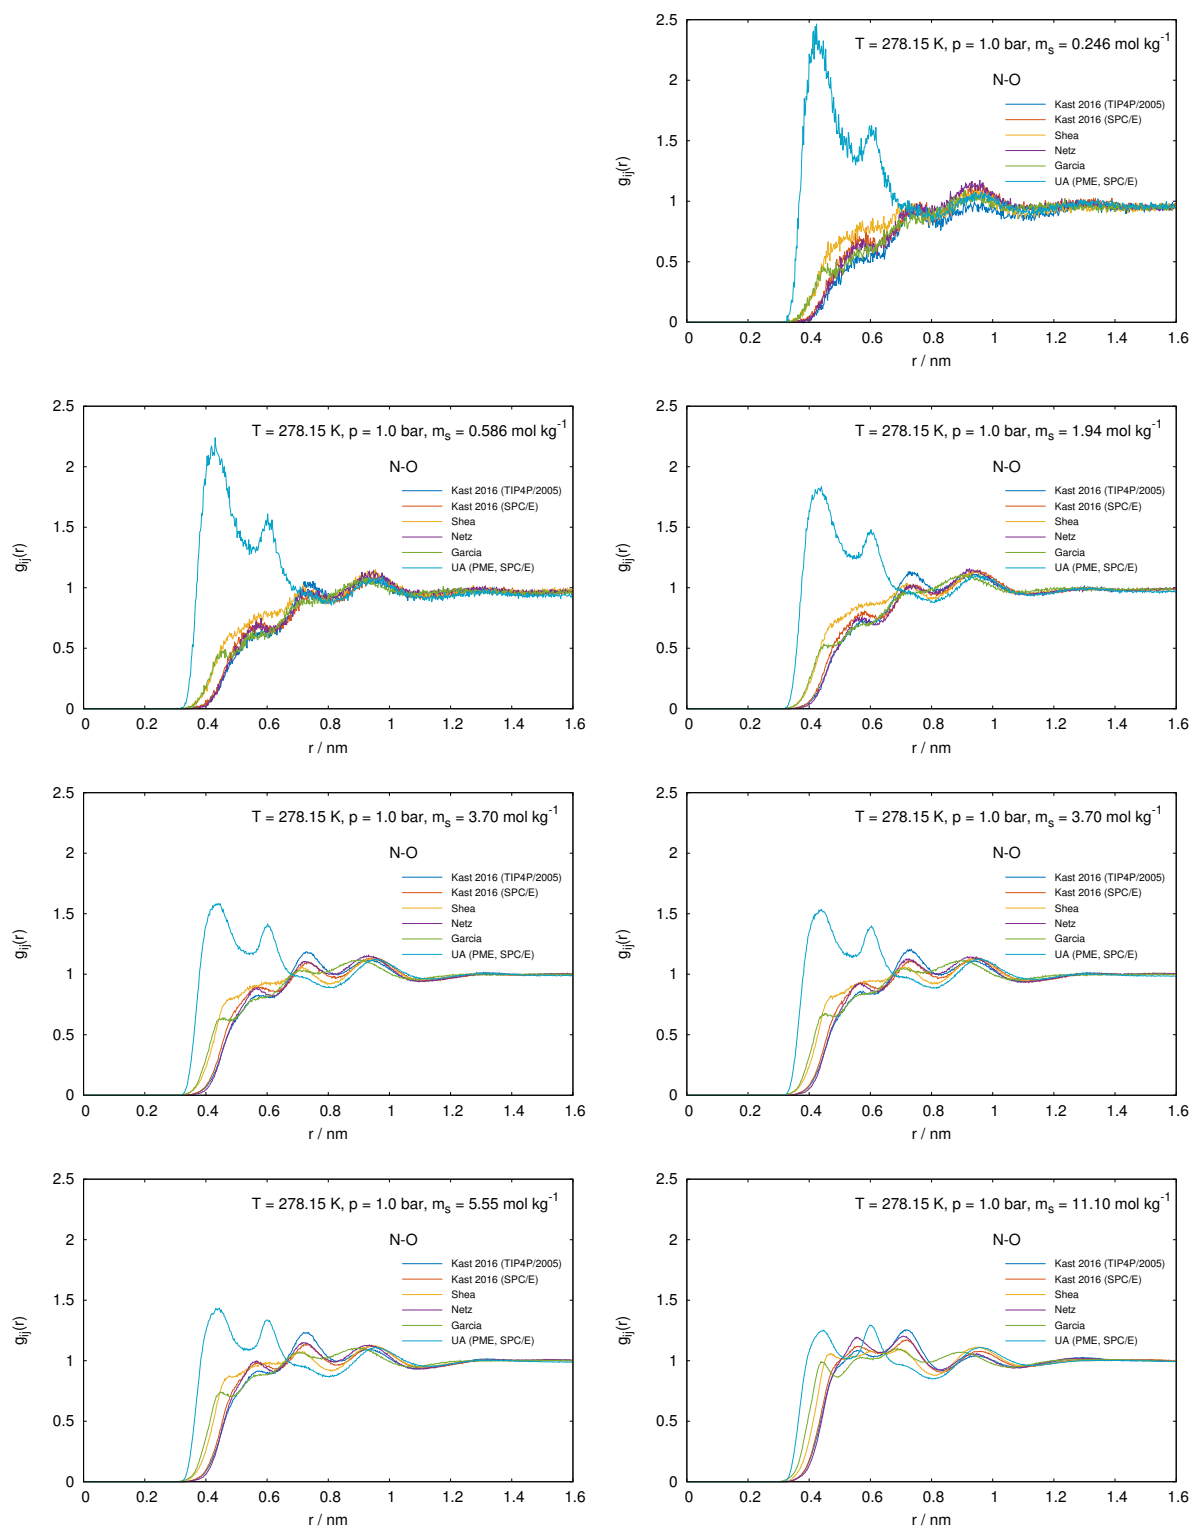 T = 278.15 K, p = 1.0 bar, mₛ = 0.246 mol kg⁻¹
N-O
Kast 2016 (TIP4P/2005)
Kast 2016 (SPC/E)
Shea
Netz
Garcia
UA (PME, SPC/E)
gᵢⱼ(r)
2.5
2
1.5
1
0.5
0
0 0.2 0.4 0.6 0.8 1 1.2 1.4 1.6
r / nm
T = 278.15 K, p = 1.0 bar, mₛ = 0.586 mol kg⁻¹
N-O
Kast 2016 (TIP4P/2005)
Kast 2016 (SPC/E)
Shea
Netz
Garcia
UA (PME, SPC/E)
gᵢⱼ(r)
2.5
2
1.5
1
0.5
0
0 0.2 0.4 0.6 0.8 1 1.2 1.4 1.6
r / nm
T = 278.15 K, p = 1.0 bar, mₛ = 1.94 mol kg⁻¹
N-O
Kast 2016 (TIP4P/2005)
Kast 2016 (SPC/E)
Shea
Netz
Garcia
UA (PME, SPC/E)
gᵢⱼ(r)
2.5
2
1.5
1
0.5
0
0 0.2 0.4 0.6 0.8 1 1.2 1.4 1.6
r / nm
T = 278.15 K, p = 1.0 bar, mₛ = 3.70 mol kg⁻¹
N-O
Kast 2016 (TIP4P/2005)
Kast 2016 (SPC/E)
Shea
Netz
Garcia
UA (PME, SPC/E)
gᵢⱼ(r)
2.5
2
1.5
1
0.5
0
0 0.2 0.4 0.6 0.8 1 1.2 1.4 1.6
r / nm
T = 278.15 K, p = 1.0 bar, mₛ = 3.70 mol kg⁻¹
N-O
Kast 2016 (TIP4P/2005)
Kast 2016 (SPC/E)
Shea
Netz
Garcia
UA (PME, SPC/E)
gᵢⱼ(r)
2.5
2
1.5
1
0.5
0
0 0.2 0.4 0.6 0.8 1 1.2 1.4 1.6
r / nm
T = 278.15 K, p = 1.0 bar, mₛ = 5.55 mol kg⁻¹
N-O
Kast 2016 (TIP4P/2005)
Kast 2016 (SPC/E)
Shea
Netz
Garcia
UA (PME, SPC/E)
gᵢⱼ(r)
2.5
2
1.5
1
0.5
0
0 0.2 0.4 0.6 0.8 1 1.2 1.4 1.6
r / nm
T = 278.15 K, p = 1.0 bar, mₛ = 11.10 mol kg⁻¹
N-O
Kast 2016 (TIP4P/2005)
Kast 2016 (SPC/E)
Shea
Netz
Garcia
UA (PME, SPC/E)
gᵢⱼ(r)
2.5
2
1.5
1
0.5
0
0 0.2 0.4 0.6 0.8 1 1.2 1.4 1.6
r / nm